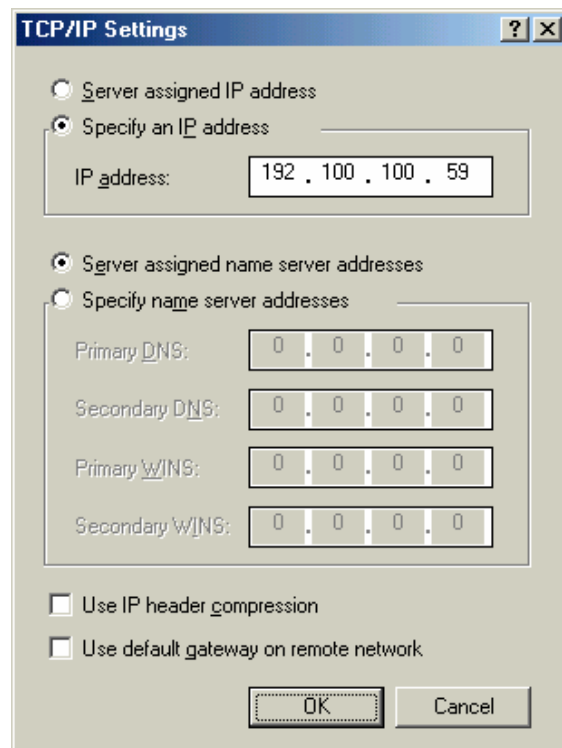 TCP/IP Settings
Server assigned IP address
Specify an IP address
IP address: 192 . 100 . 100 . 59
Server assigned name server addresses
Specify name server addresses
Primary DNS: 0 . 0 . 0 . 0
Secondary DNS: 0 . 0 . 0 . 0
Primary WINS: 0 . 0 . 0 . 0
Secondary WINS: 0 . 0 . 0 . 0
Use IP header compression
Use default gateway on remote network
OK Cancel